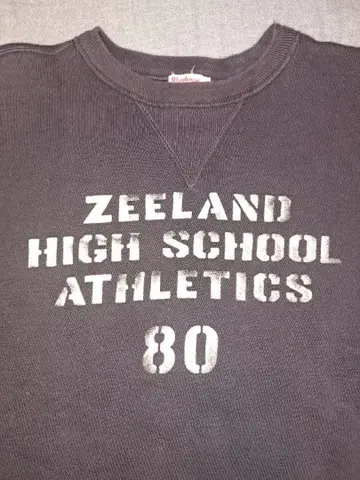 ZEELAND
HIGH SCHOOL
ATHLETICS
80